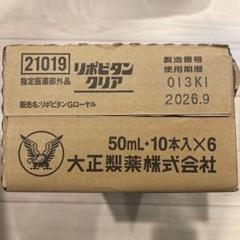 21019
指定医薬部外品
リポビタン
クリア
製造番号
使用期限
013K1
2026.9
販売名:リポビタンGローヤル
50mL・10本入×6
大正製薬株式会社